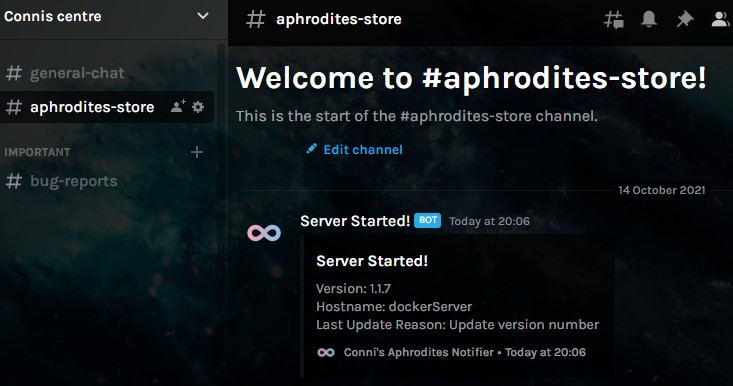 Connis centre
general-chat
aphrodites-store
IMPORTANT
bug-reports
# aphrodites-store
Welcome to #aphrodites-store!
This is the start of the #aphrodites-store channel.
Edit channel
14 October 2021
Server Started! BOT Today at 20:06
Server Started!
Version: 1.1.7
Hostname: dockerServer
Last Update Reason: Update version number
Conni's Aphrodites Notifier • Today at 20:06